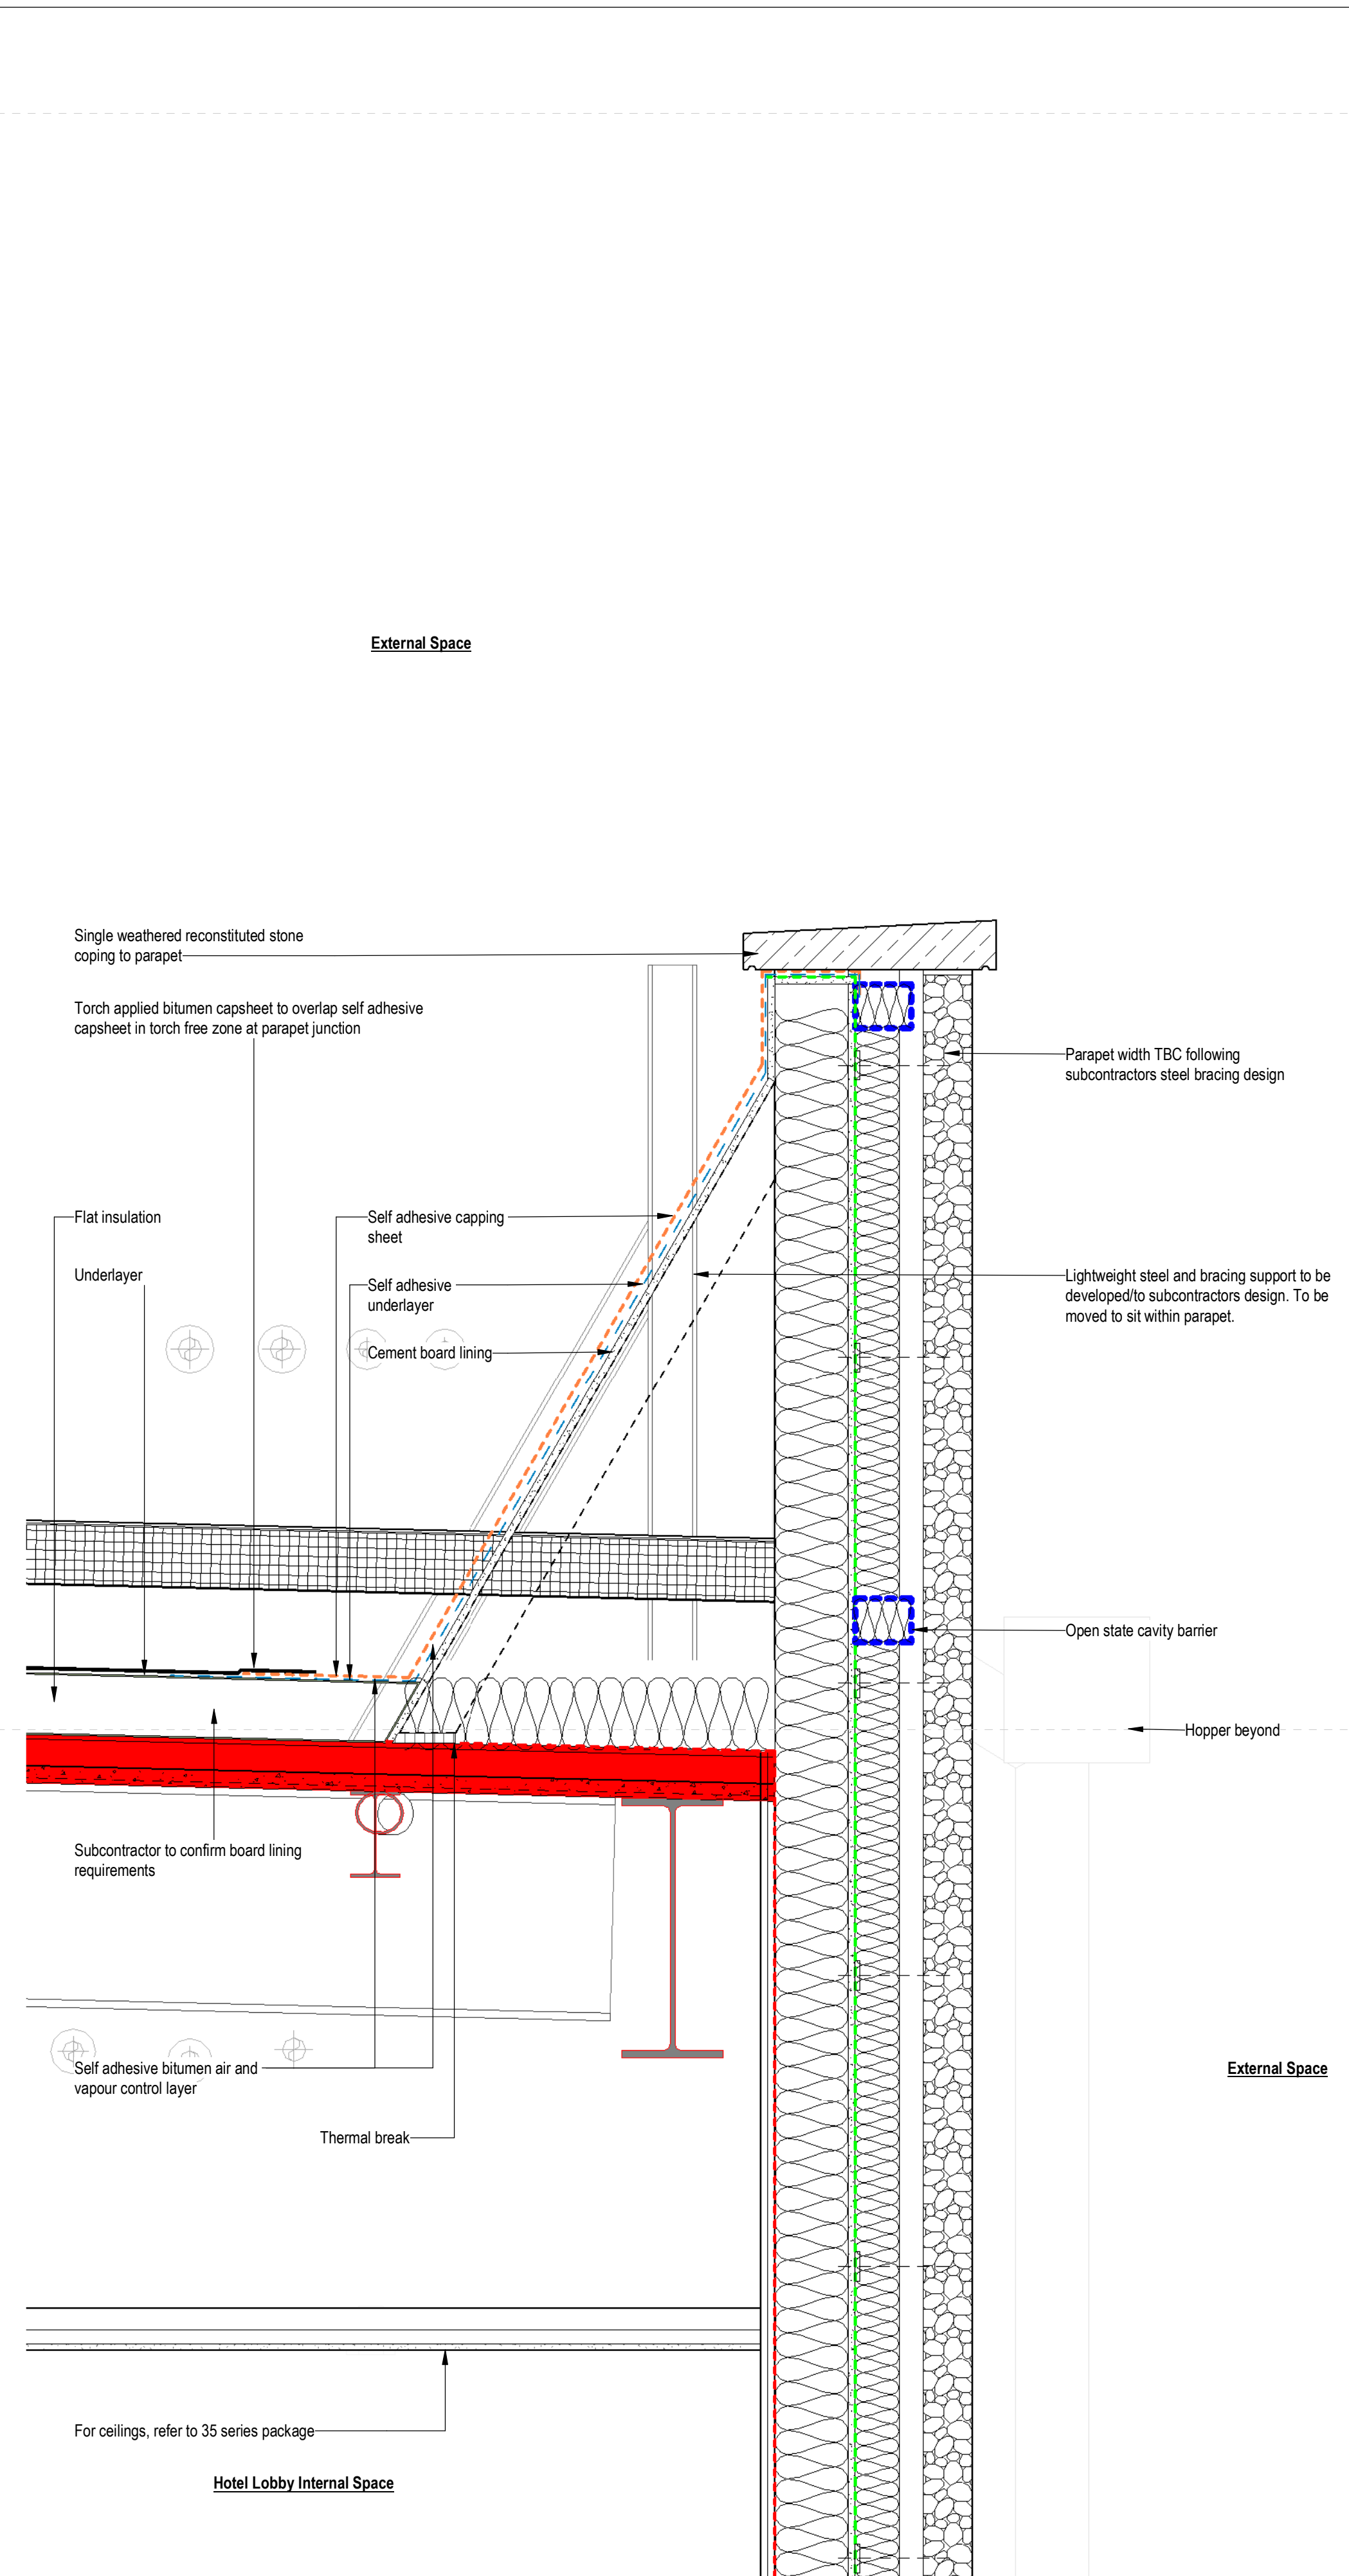 External Space
Single weathered reconstituted stone
coping to parapet
Torch applied bitumen capsheet to overlap self adhesive
capsheet in torch free zone at parapet junction
Parapet width TBC following
subcontractors steel bracing design
Flat insulation
Self adhesive capping
sheet
Underlayer
Self adhesive
underlayer
Lightweight steel and bracing support to be
developed/to subcontractors design. To be
moved to sit within parapet.
Cement board lining
Open state cavity barrier
Hopper beyond
Subcontractor to confirm board lining
requirements
Self adhesive bitumen air and
vapour control layer
External Space
Thermal break
For ceilings, refer to 35 series package
Hotel Lobby Internal Space